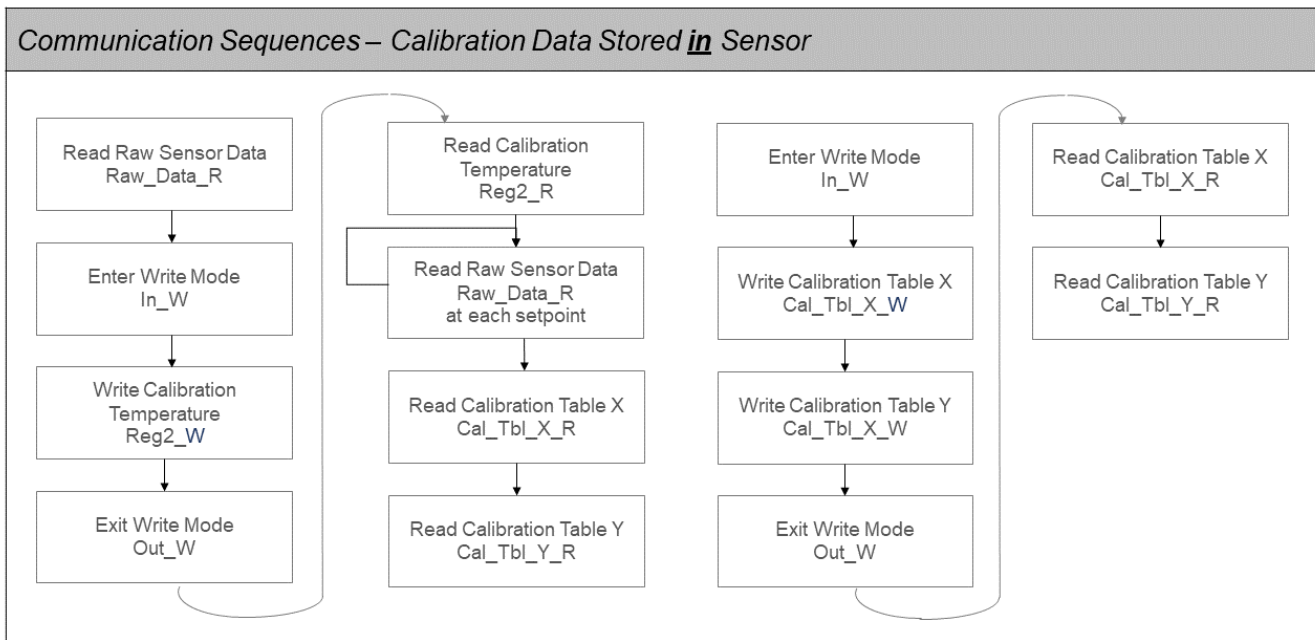 Communication Sequences – Calibration Data Stored in Sensor
Read Raw Sensor Data
Raw_Data_R
Enter Write Mode
In_W
Write Calibration
Temperature
Reg2_W
Exit Write Mode
Out_W
Read Calibration
Temperature
Reg2_R
Read Raw Sensor Data
Raw_Data_R
at each setpoint
Read Calibration Table X
Cal_Tbl_X_R
Read Calibration Table Y
Cal_Tbl_Y_R
Enter Write Mode
In_W
Write Calibration Table X
Cal_Tbl_X_W
Write Calibration Table Y
Cal_Tbl_X_W
Exit Write Mode
Out_W
Read Calibration Table X
Cal_Tbl_X_R
Read Calibration Table Y
Cal_Tbl_Y_R